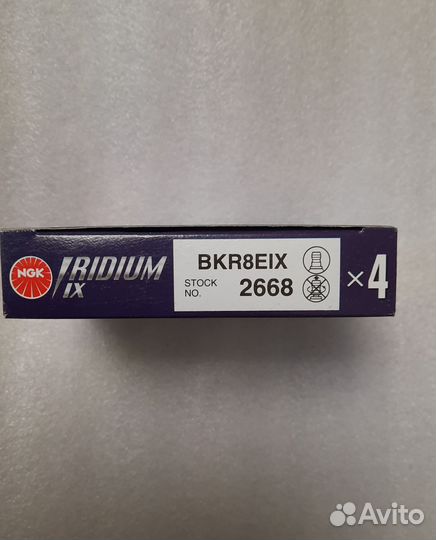 NGK
IRIDIUM
IX
BKR8EIX
STOCK
NO.
2668
×4
Avito